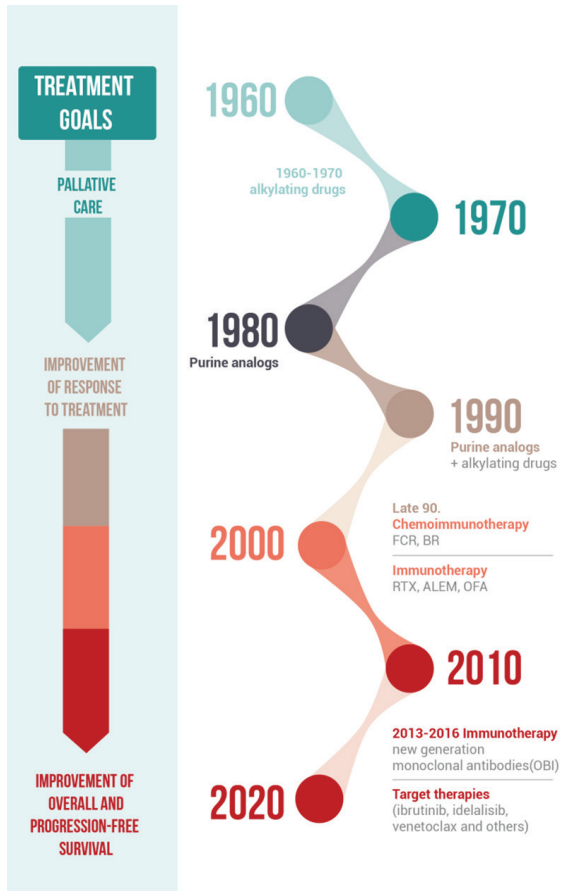 TREATMENT
GOALS
PALLATIVE
CARE
IMPROVEMENT
OF RESPONSE
TO TREATMENT
IMPROVEMENT OF
OVERALL AND
PROGRESSION-FREE
SURVIVAL
1960
1960-1970
alkylating drugs
1970
1980
Purine analogs
1990
Purine analogs
+ alkylating drugs
Late 90.
Chemoimmunotherapy
FCR, BR
2000
Immunotherapy
RTX, ALEM, OFA
2010
2013-2016 Immunotherapy
new generation
monoclonal antibodies(OBI)
2020
Target therapies
(ibrutinib, idelalisib,
venetoclax and others)